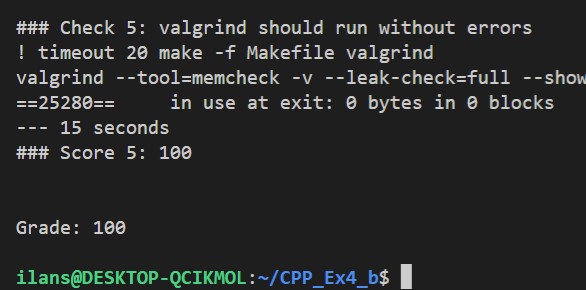 ### Check 5: valgrind should run without errors
! timeout 20 make -f Makefile valgrind
valgrind --tool=memcheck -v --leak-check=full --show
==25280==     in use at exit: 0 bytes in 0 blocks
--- 15 seconds
### Score 5: 100
Grade: 100
ilans@DESKTOP-QCIKMOL:~/CPP_Ex4_b$